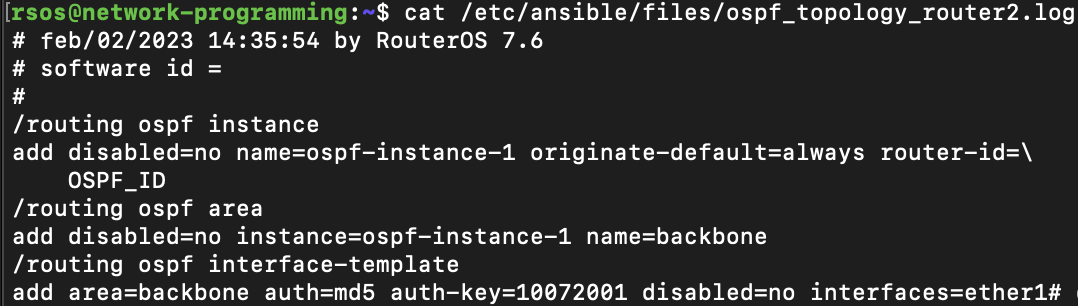 [rsos@network-programming:~$ cat /etc/ansible/files/ospf_topology_router2.log
# feb/02/2023 14:35:54 by RouterOS 7.6
# software id =
#
/routing ospf instance
add disabled=no name=ospf-instance-1 originate-default=always router-id=\
    OSPF_ID
/routing ospf area
add disabled=no instance=ospf-instance-1 name=backbone
/routing ospf interface-template
add area=backbone auth=md5 auth-key=10072001 disabled=no interfaces=ether1#